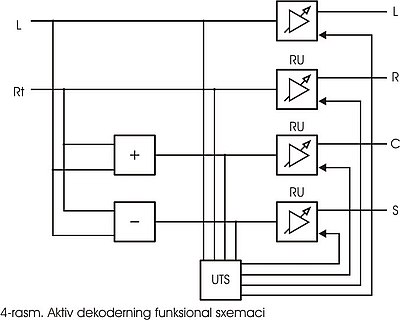 L
L
RU
Rt
R
RU
+
C
RU
−
S
UTS
4-rasm. Aktiv dekoderning funksional sxemaci